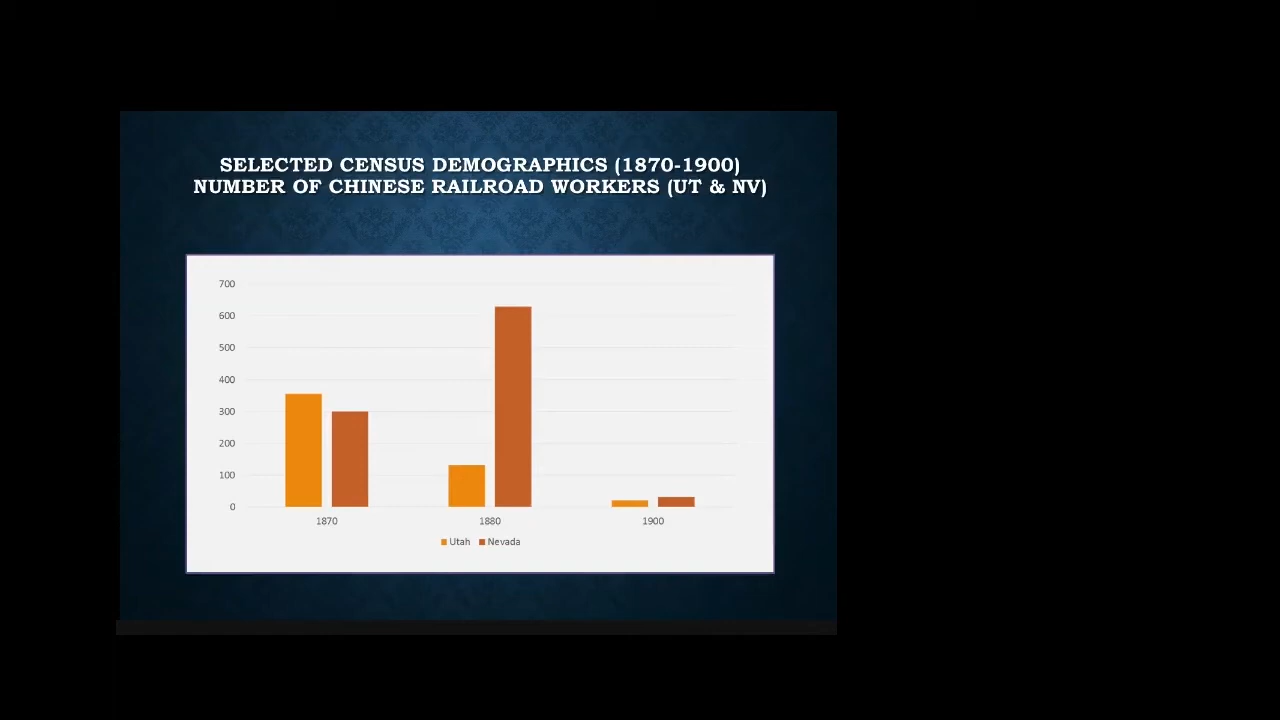 SELECTED CENSUS DEMOGRAPHICS (1870-1900)
NUMBER OF CHINESE RAILROAD WORKERS (UT & NV)
700
600
500
400
300
200
100
0
1870 1880 1900
Utah Nevada